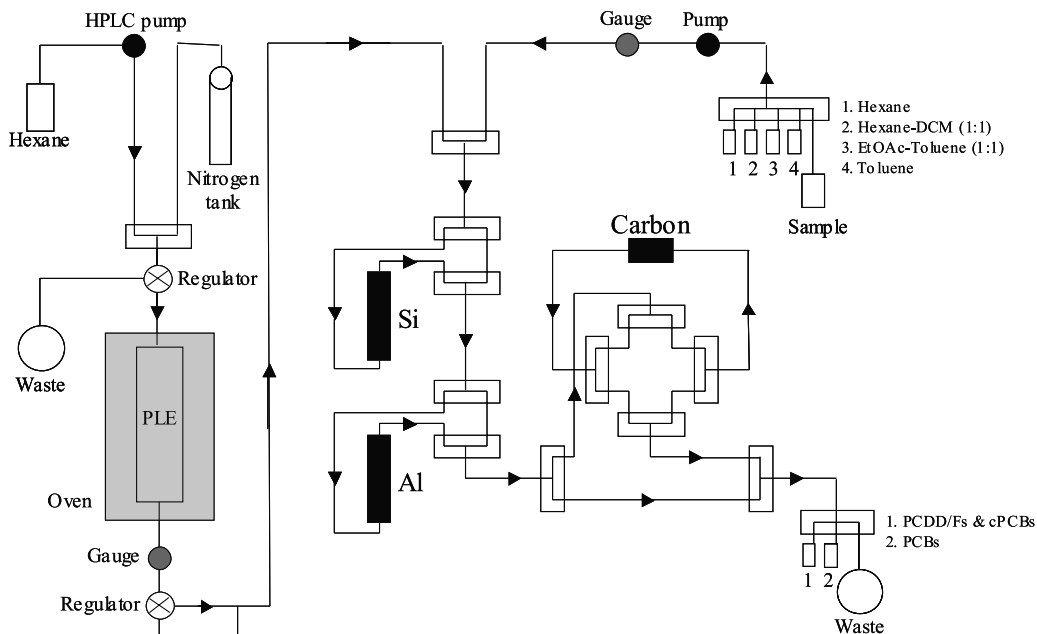 HPLC pump
Gauge
Pump
Hexane
Nitrogen
tank
1. Hexane
2. Hexane-DCM (1:1)
3. EtOAc-Toluene (1:1)
4. Toluene
1 2 3 4
Sample
Regulator
Carbon
Si
Waste
PLE
Oven
Al
Gauge
1. PCDD/Fs & cPCBs
2. PCBs
1 2
Regulator
Waste